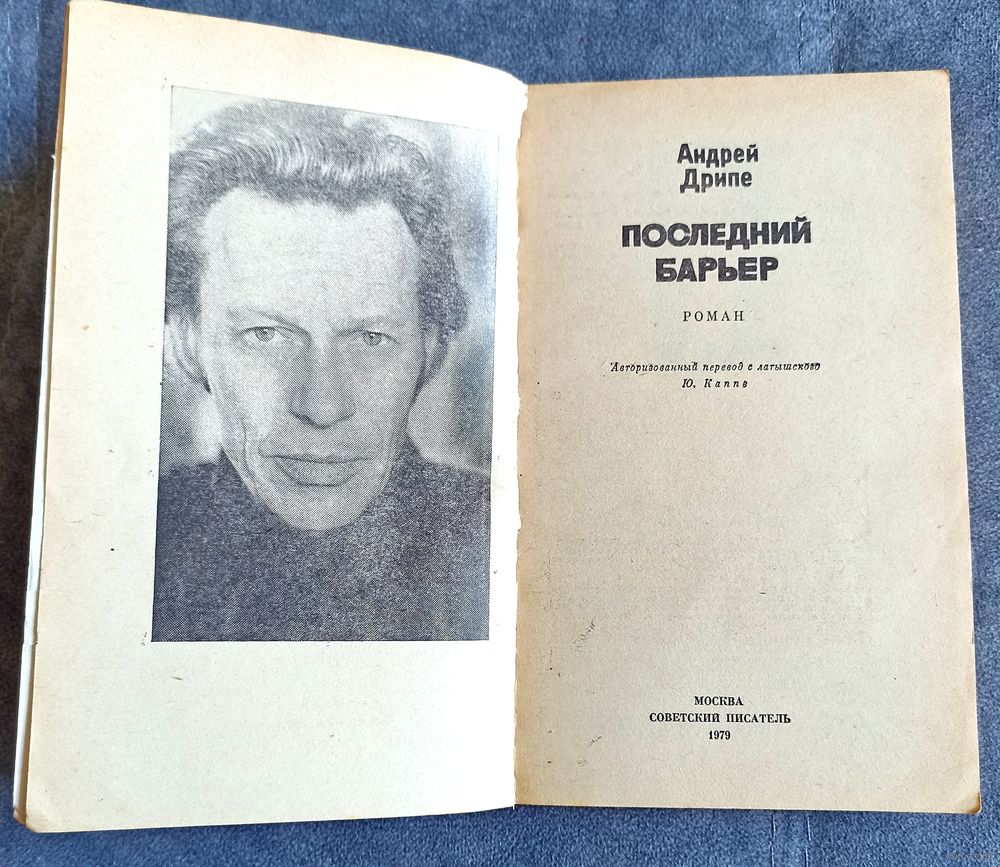 Андрей
Дрипе
ПОСЛЕДНИЙ
БАРЬЕР
РОМАН
Авторизованный перевод с латышского
Ю. Каппе
МОСКВА
СОВЕТСКИЙ ПИСАТЕЛЬ
1979